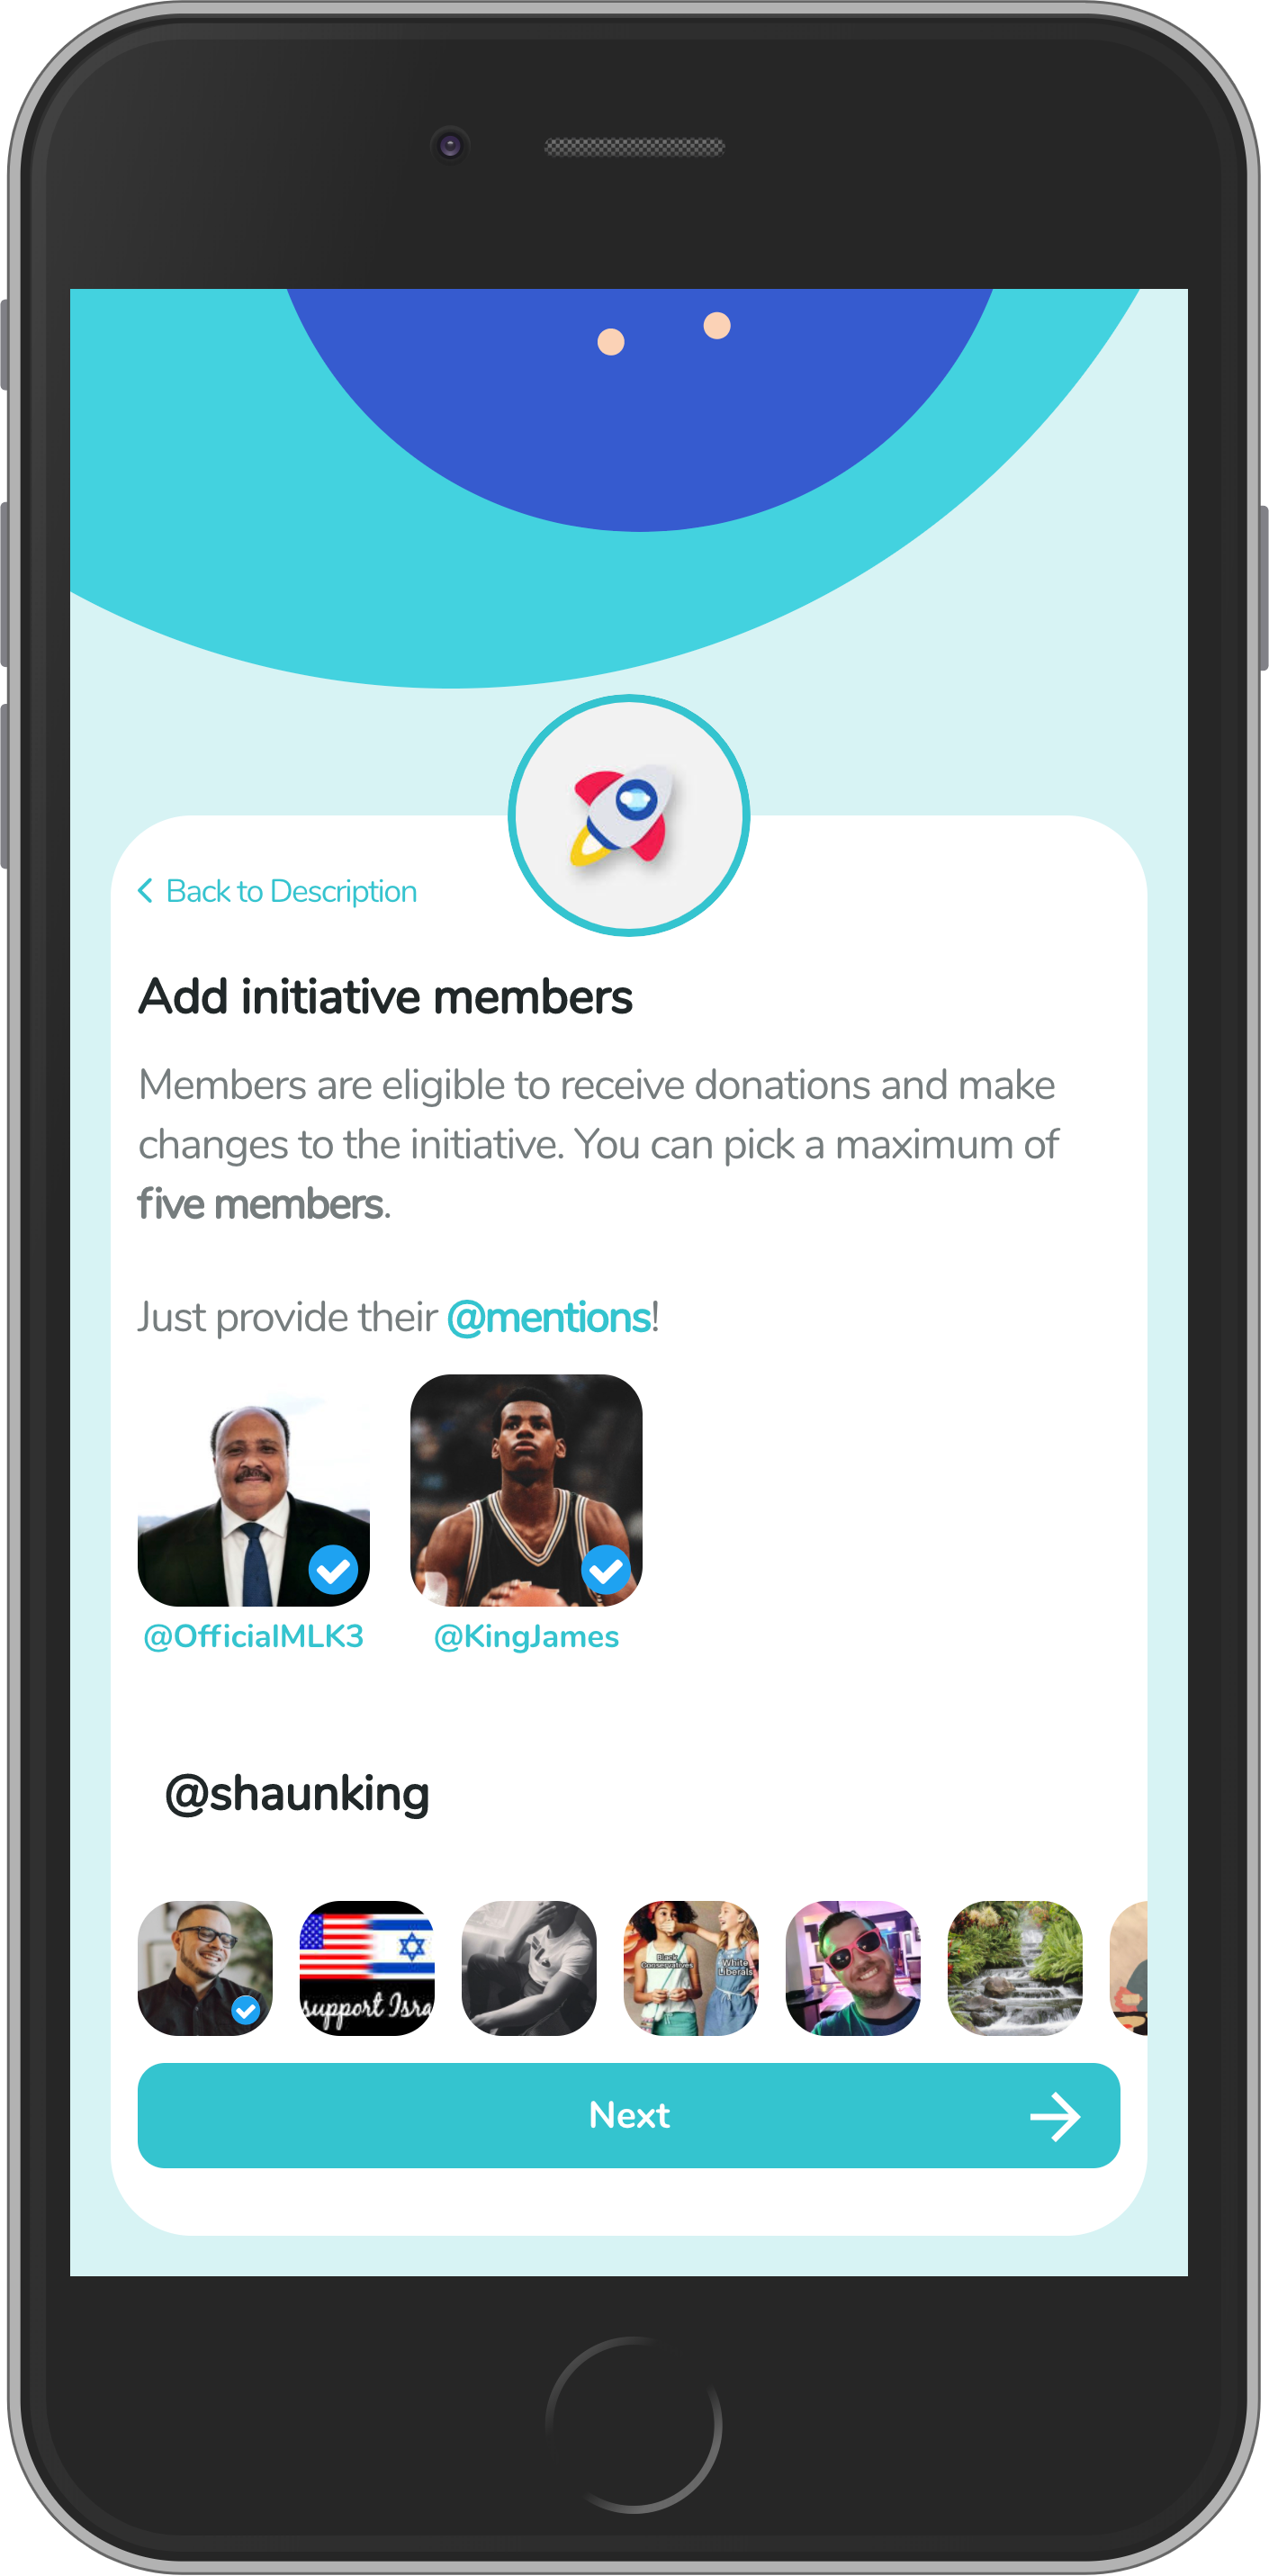 Back to Description
Add initiative members
Members are eligible to receive donations and make
changes to the initiative. You can pick a maximum of
five members.
Just provide their @mentions!
@OfficialMLK3
@KingJames
@shaunking
support Isra
Black
Conservatives
White
Liberals
Next